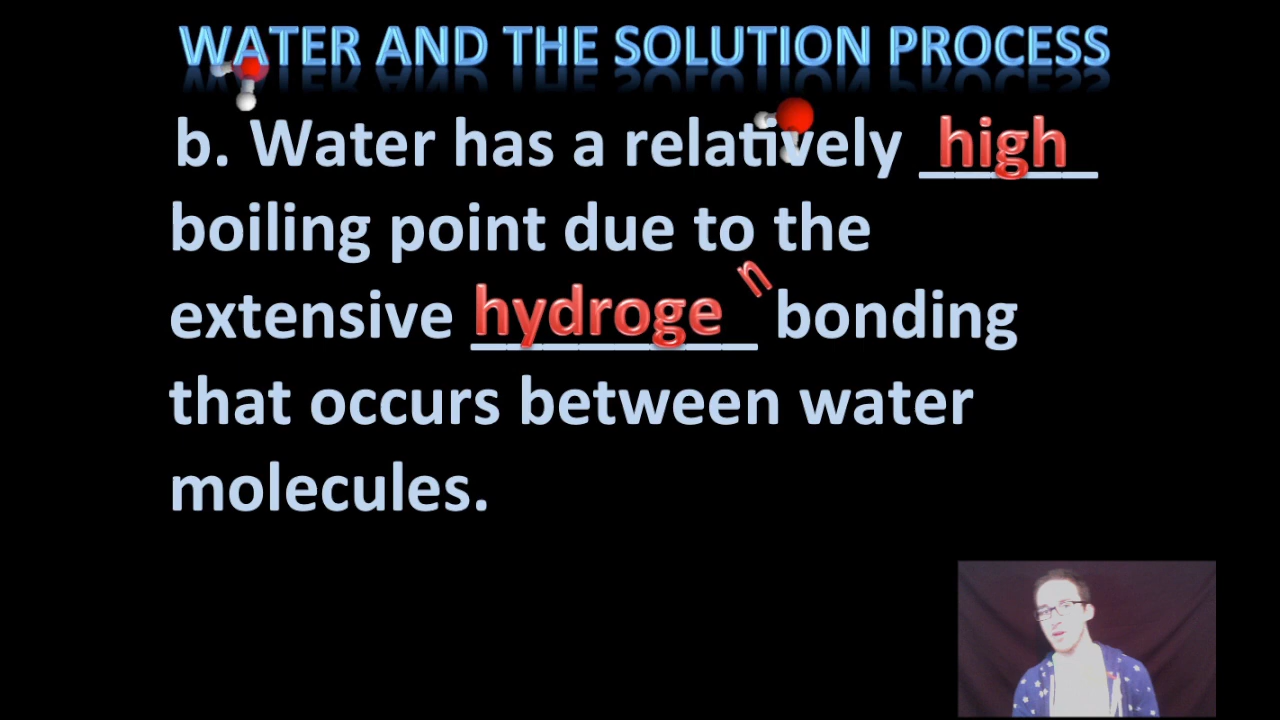 WATER AND THE SOLUTION PROCESS
b. Water has a relatively high
boiling point due to the
extensive hydrogen bonding
that occurs between water
molecules.